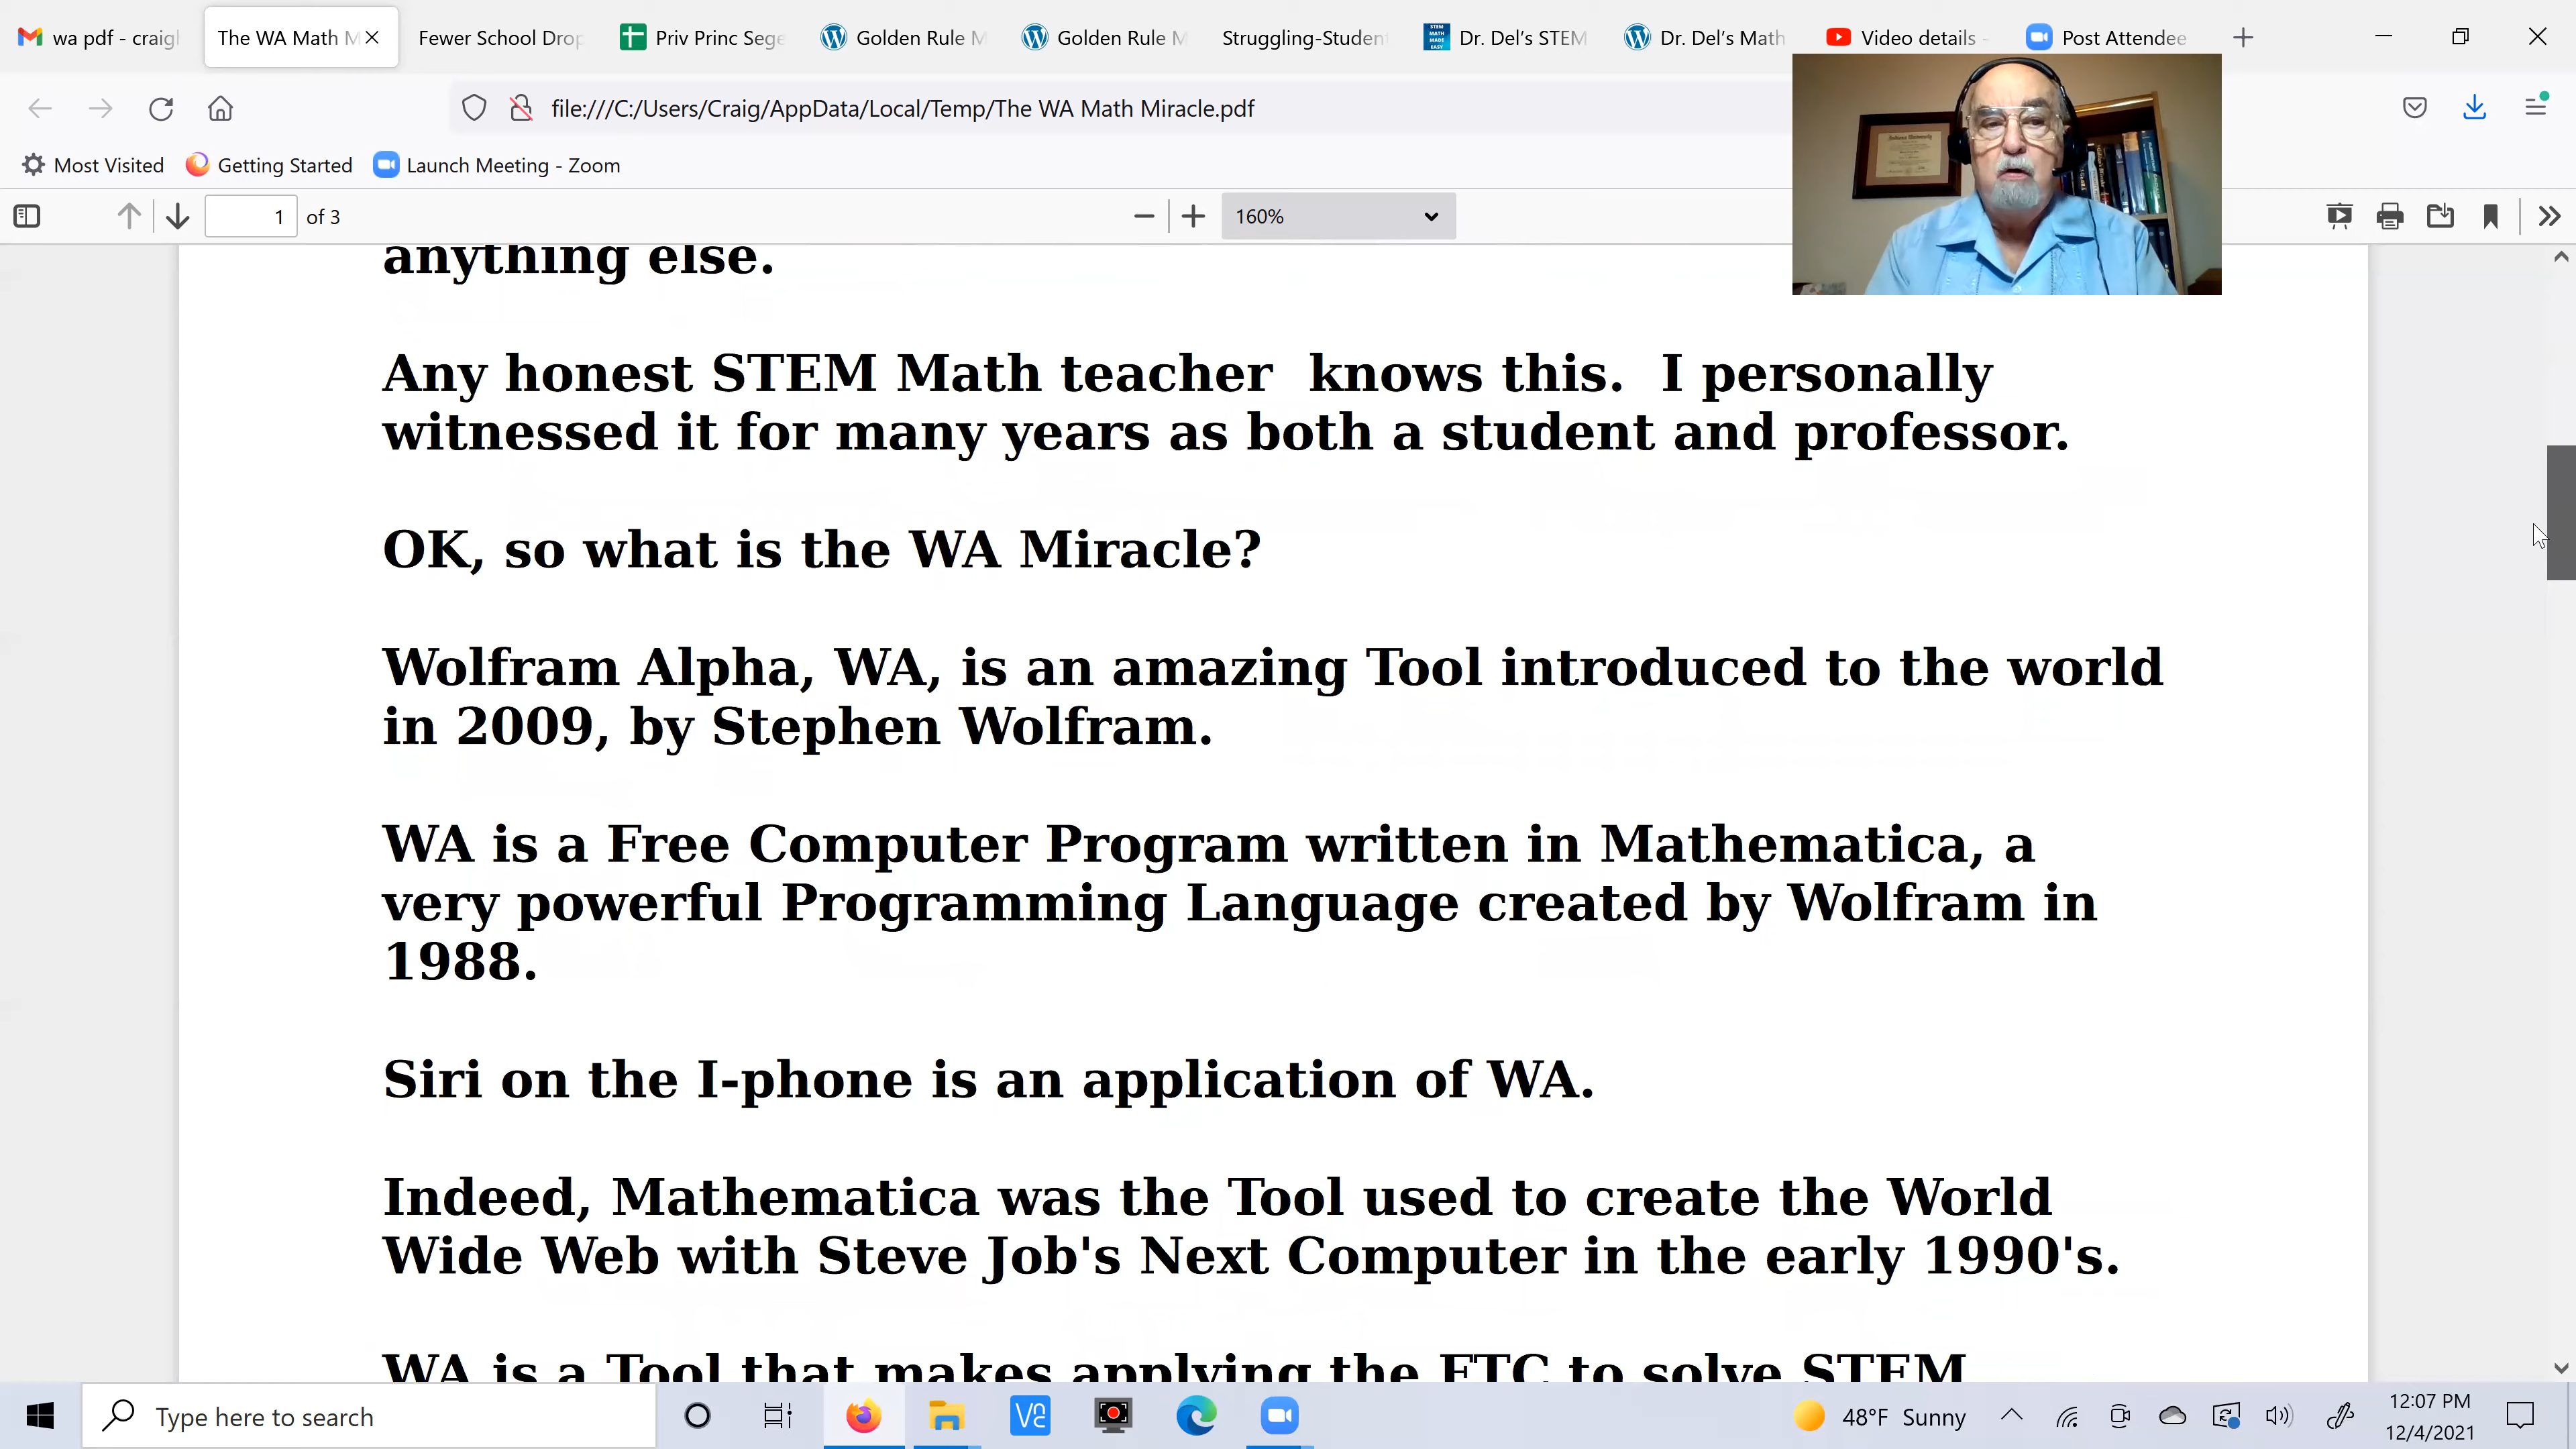 wa pdf - craig
The WA Math M
Fewer School Drop
Priv Princ Sege
Golden Rule M
Golden Rule M
Struggling-Student
STEM MATH MADE EASY
Dr. Del's STEM
Dr. Del's Math
Video details -
Post Attendee
file:///C:/Users/Craig/AppData/Local/Temp/The WA Math Miracle.pdf
Most Visited
Getting Started
Launch Meeting - Zoom
1 of 3
160%
anything else.
Any honest STEM Math teacher knows this. I personally
witnessed it for many years as both a student and professor.
OK, so what is the WA Miracle?
Wolfram Alpha, WA, is an amazing Tool introduced to the world
in 2009, by Stephen Wolfram.
WA is a Free Computer Program written in Mathematica, a
very powerful Programming Language created by Wolfram in
1988.
Siri on the I-phone is an application of WA.
Indeed, Mathematica was the Tool used to create the World
Wide Web with Steve Job's Next Computer in the early 1990's.
WA is a Tool that makes applying the FTC to solve STEM
Type here to search
48°F Sunny
12:07 PM
12/4/2021